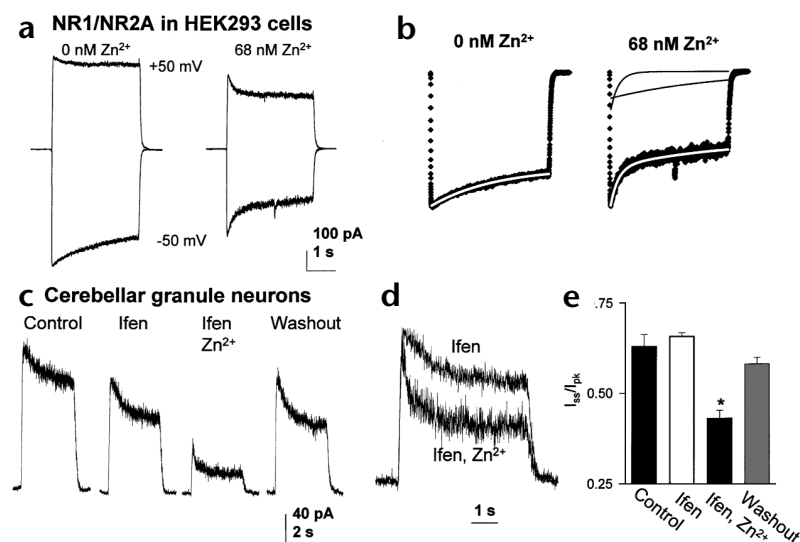 a NR1/NR2A in HEK293 cells
0 nM Zn²⁺
68 nM Zn²⁺
+50 mV
-50 mV
100 pA
1 s
b
0 nM Zn²⁺
68 nM Zn²⁺
c Cerebellar granule neurons
Control
Ifen
Ifen
Zn²⁺
Washout
40 pA
2 s
d
Ifen
Ifen, Zn²⁺
1 s
e
0.75
0.50
0.25
Iss/Ipk
*
Control
Ifen
Ifen, Zn²⁺
Washout